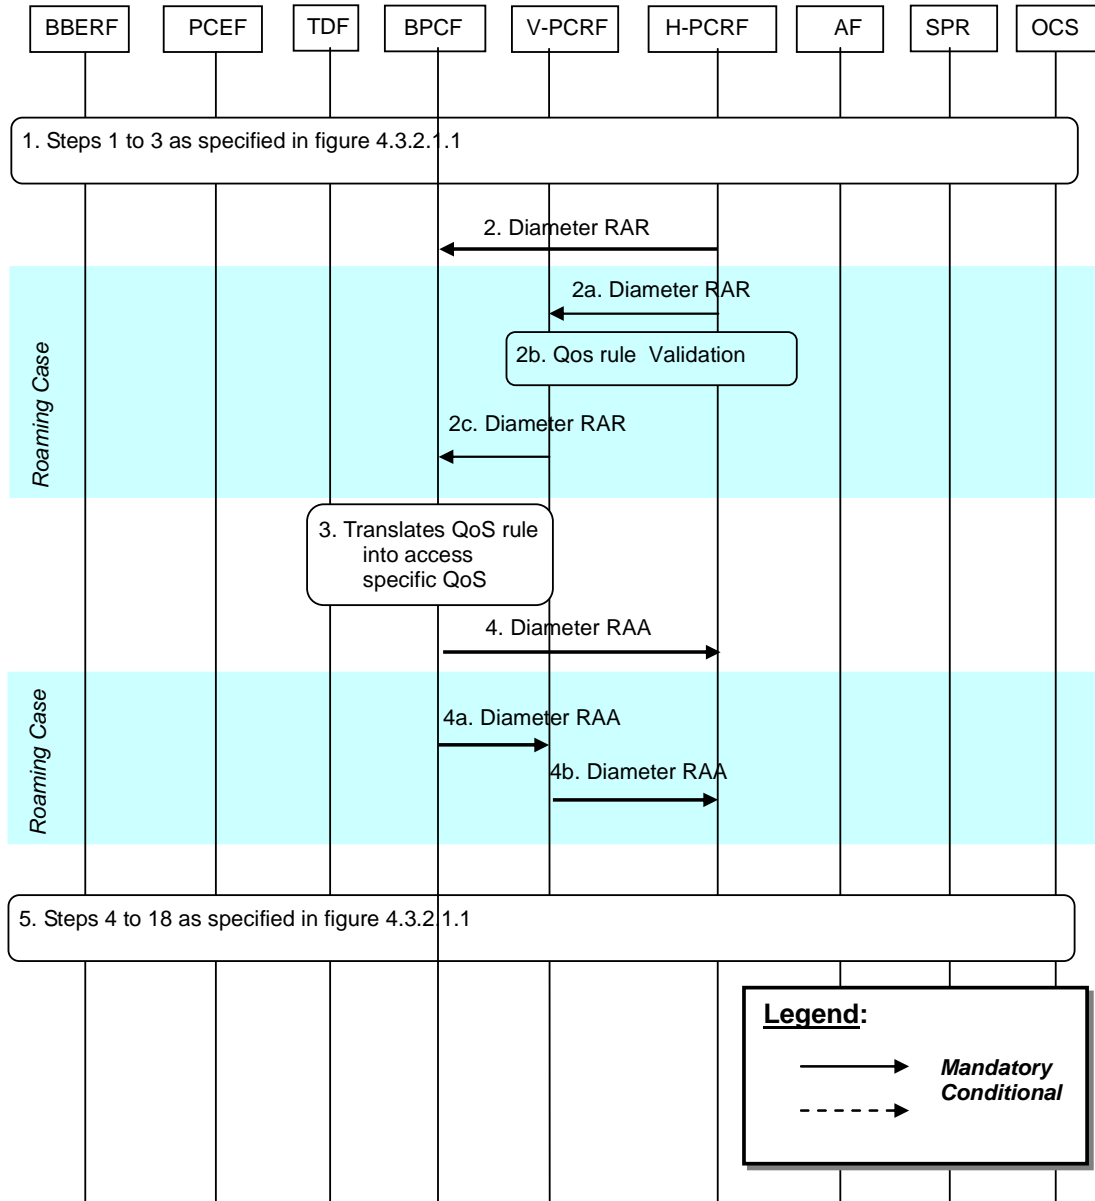 BBERF PCEF TDF BPCF V-PCRF H-PCRF AF SPR OCS
1. Steps 1 to 3 as specified in figure 4.3.2.1.1
2. Diameter RAR
Roaming Case
2a. Diameter RAR
2b. Qos rule Validation
2c. Diameter RAR
3. Translates QoS rule
into access
specific QoS
4. Diameter RAA
Roaming Case
4a. Diameter RAA
4b. Diameter RAA
5. Steps 4 to 18 as specified in figure 4.3.2.1.1
Legend:
Mandatory
Conditional